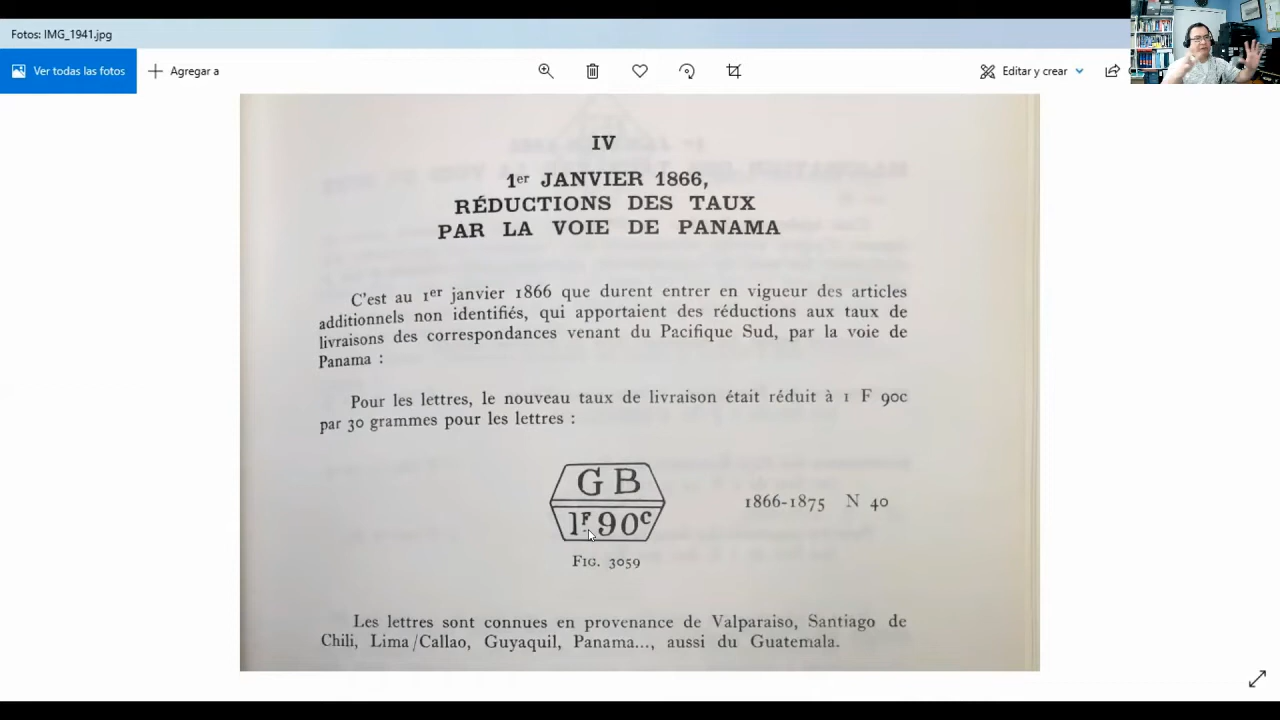 Fotos: IMG_1941.jpg
Ver todas las fotos
Agregar a
Editar y crear
IV
1er JANVIER 1866,
RÉDUCTIONS DES TAUX
PAR LA VOIE DE PANAMA
C'est au 1er janvier 1866 que durent entrer en vigueur des articles
additionnels non identifiés, qui apportaient des réductions aux taux de
livraisons des correspondances venant du Pacifique Sud, par la voie de
Panama :
Pour les lettres, le nouveau taux de livraison était réduit à 1 F 90c
par 30 grammes pour les lettres :
G B
1F90c
1866-1875 N 40
FIG. 3059
Les lettres sont connues en provenance de Valparaiso, Santiago de
Chili, Lima/Callao, Guyaquil, Panama..., aussi du Guatemala.